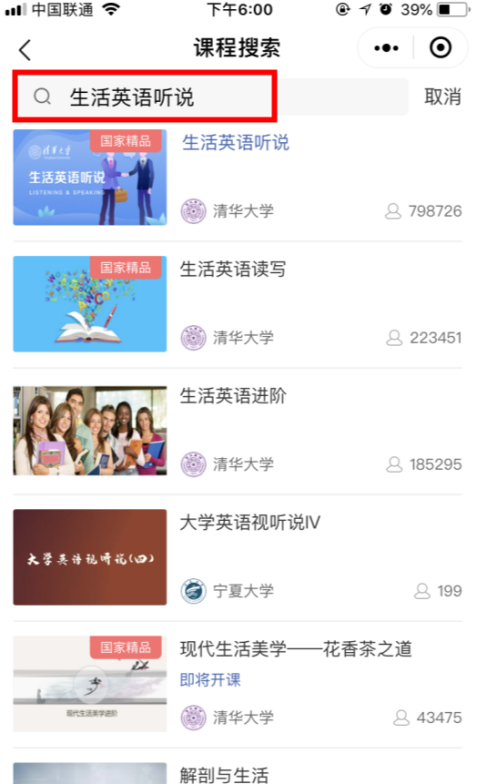 中国联通
下午6:00
39%
课程搜索
生活英语听说
取消
国家精品
清华大学
生活英语听说
LISTENING & SPEAKING
生活英语听说
清华大学
798726
国家精品
生活英语读写
清华大学
223451
生活英语进阶
清华大学
185295
大学英语视听说(四)
大学英语视听说Ⅳ
宁夏大学
199
国家精品
现代生活美学进阶
现代生活美学——花香茶之道
即将开课
清华大学
43475
解剖与生活